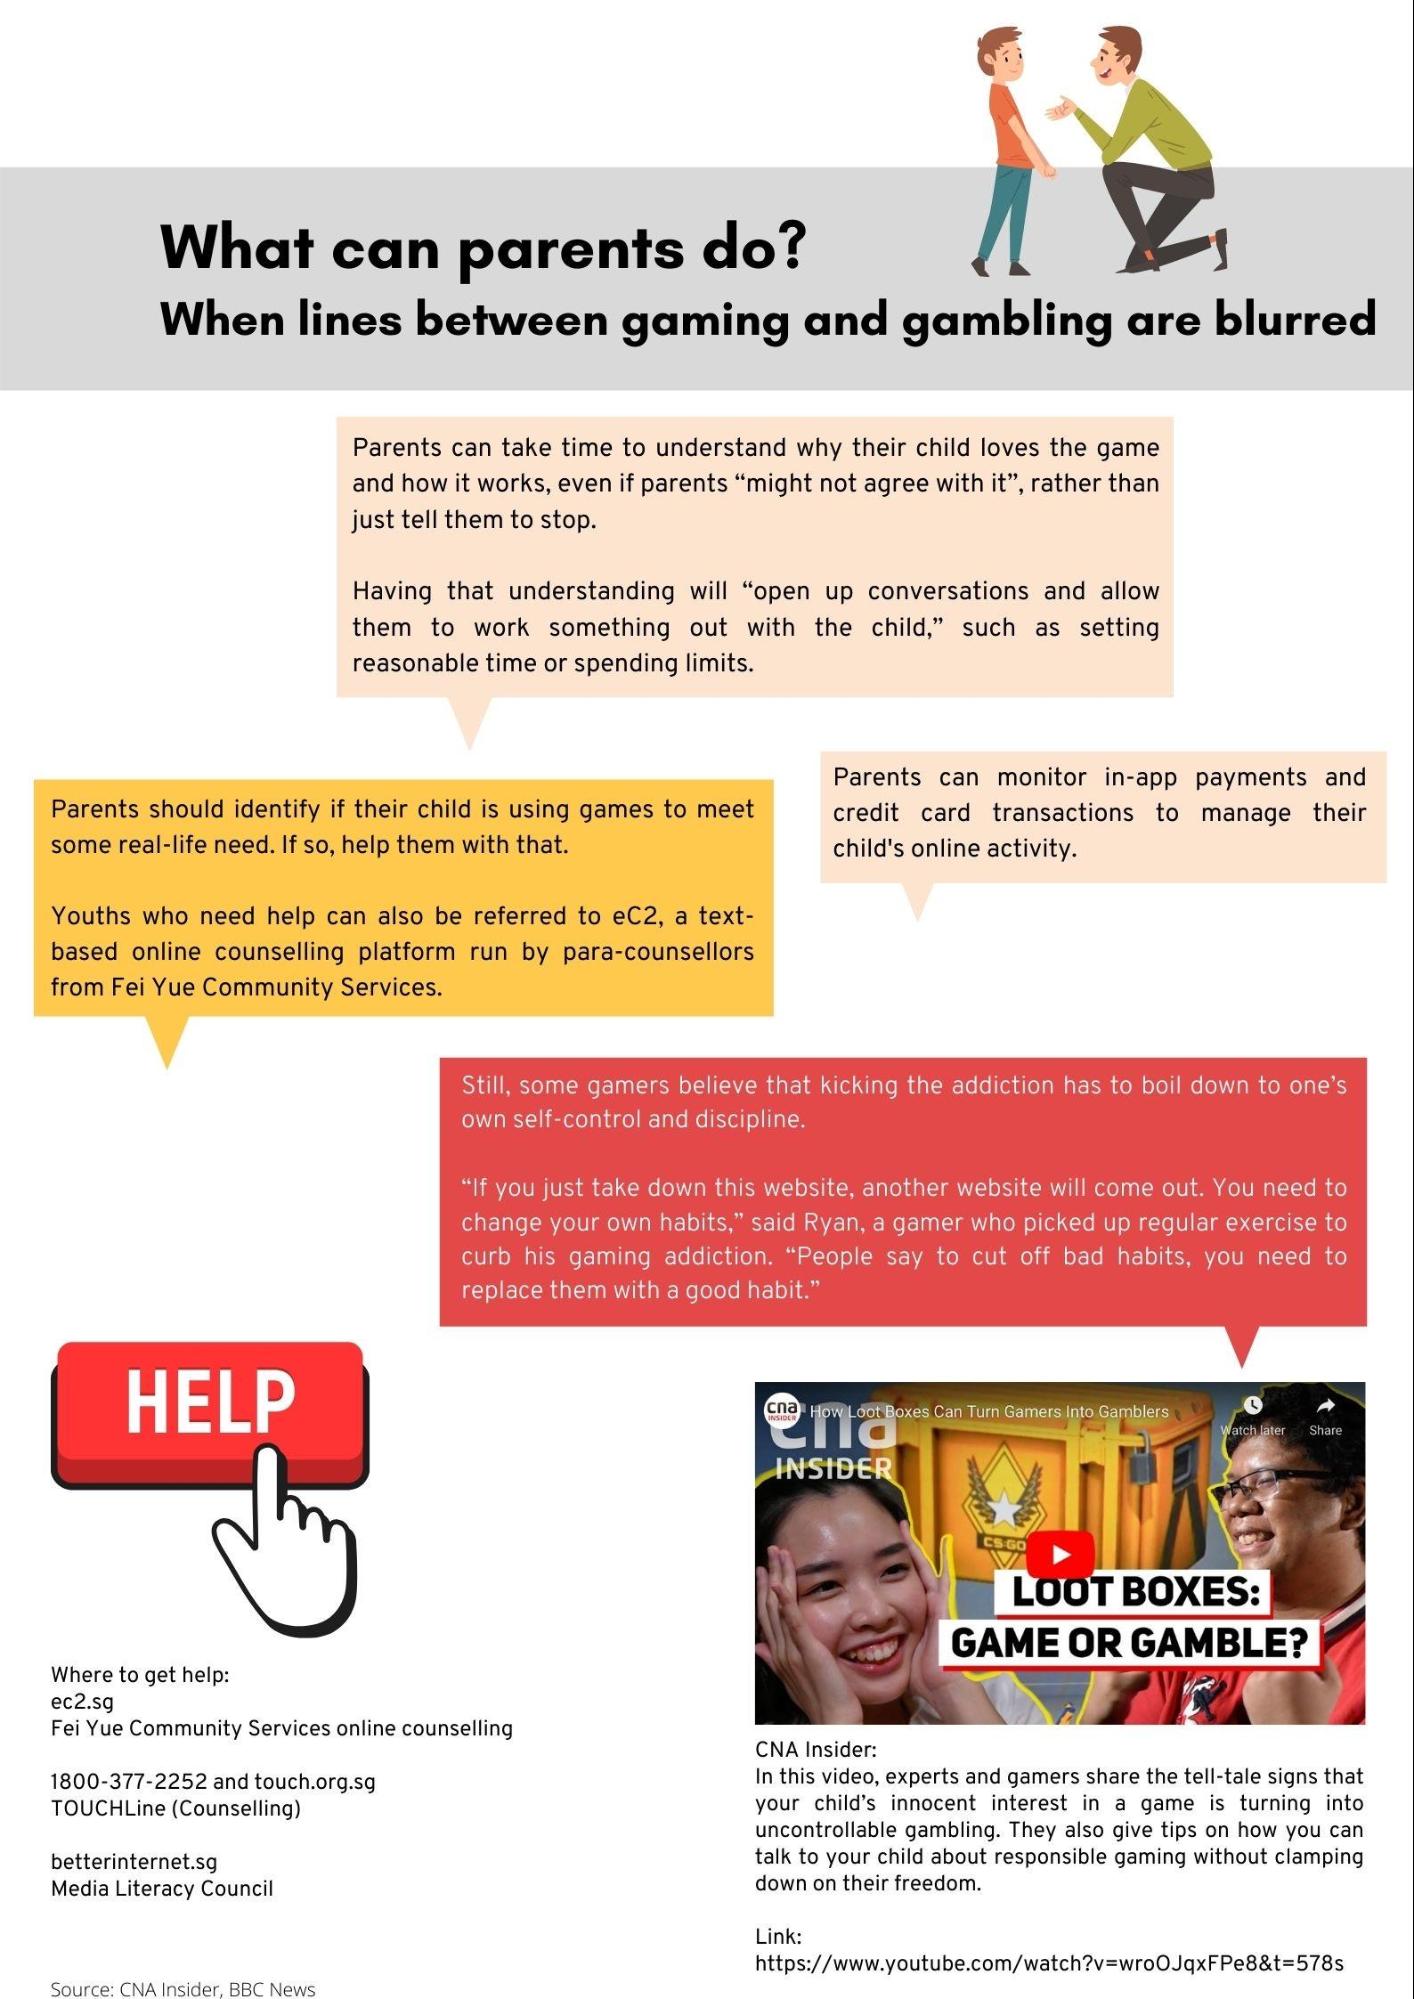 What can parents do?
When lines between gaming and gambling are blurred
Parents can take time to understand why their child loves the game
and how it works, even if parents “might not agree with it”, rather than
just tell them to stop.
Having that understanding will “open up conversations and allow
them to work something out with the child,” such as setting
reasonable time or spending limits.
Parents can monitor in-app payments and
credit card transactions to manage their
child's online activity.
Parents should identify if their child is using games to meet
some real-life need. If so, help them with that.
Youths who need help can also be referred to eC2, a text-
based online counselling platform run by para-counsellors
from Fei Yue Community Services.
Still, some gamers believe that kicking the addiction has to boil down to one’s
own self-control and discipline.
“If you just take down this website, another website will come out. You need to
change your own habits,” said Ryan, a gamer who picked up regular exercise to
curb his gaming addiction. “People say to cut off bad habits, you need to
replace them with a good habit.”
HELP
Where to get help:
ec2.sg
Fei Yue Community Services online counselling
1800-377-2252 and touch.org.sg
TOUCHLine (Counselling)
betterinternet.sg
Media Literacy Council
cna
INSIDER
How Loot Boxes Can Turn Gamers Into Gamblers
Watch later
Share
cna
INSIDER
CS:GO
LOOT BOXES:
GAME OR GAMBLE?
CNA Insider:
In this video, experts and gamers share the tell-tale signs that
your child’s innocent interest in a game is turning into
uncontrollable gambling. They also give tips on how you can
talk to your child about responsible gaming without clamping
down on their freedom.
Link:
https://www.youtube.com/watch?v=wroOJqxFPe8&t=578s
Source: CNA Insider, BBC News